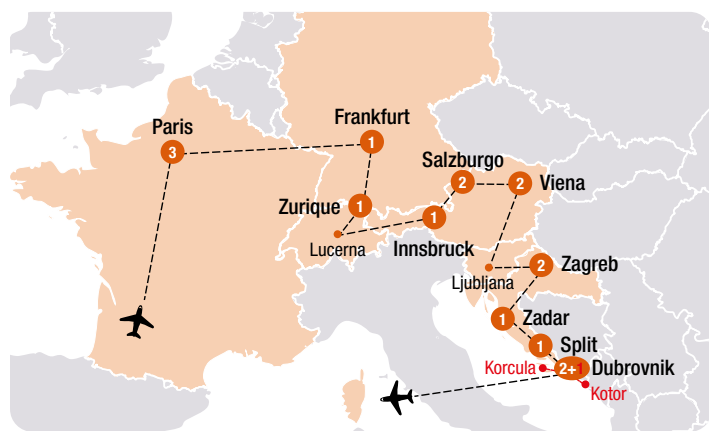 Paris
3
Frankfurt
1
Salzburgo
2
2
Viena
Zurique
1
Lucerna
1
Innsbruck
Ljubljana
2
Zagreb
1
Zadar
1
Split
Korcula
2+1
Dubrovnik
Kotor